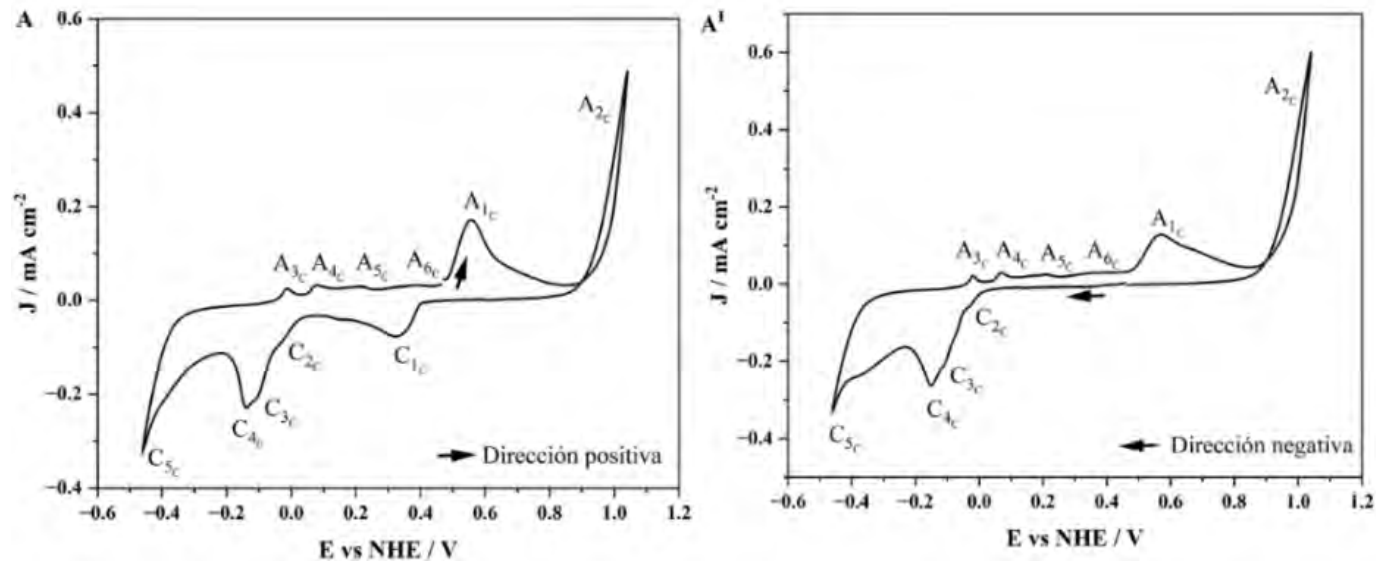 A
J / mA cm⁻²
0.6
0.4
0.2
0.0
−0.2
−0.4
A₂c
A₁c
A₃c
A₄c
A₅c
A₆c
C₂c
C₁c
C₃c
C₄c
C₅c
Dirección positiva
−0.6
−0.4
−0.2
0.0
0.2
0.4
0.6
0.8
1.0
1.2
E vs NHE / V
Aᴵ
J / mA cm⁻²
0.6
0.4
0.2
0.0
−0.2
−0.4
A₂c
A₁c
A₃c
A₄c
A₅c
A₆c
C₂c
C₃c
C₄c
C₅c
Dirección negativa
−0.6
−0.4
−0.2
0.0
0.2
0.4
0.6
0.8
1.0
1.2
E vs NHE / V